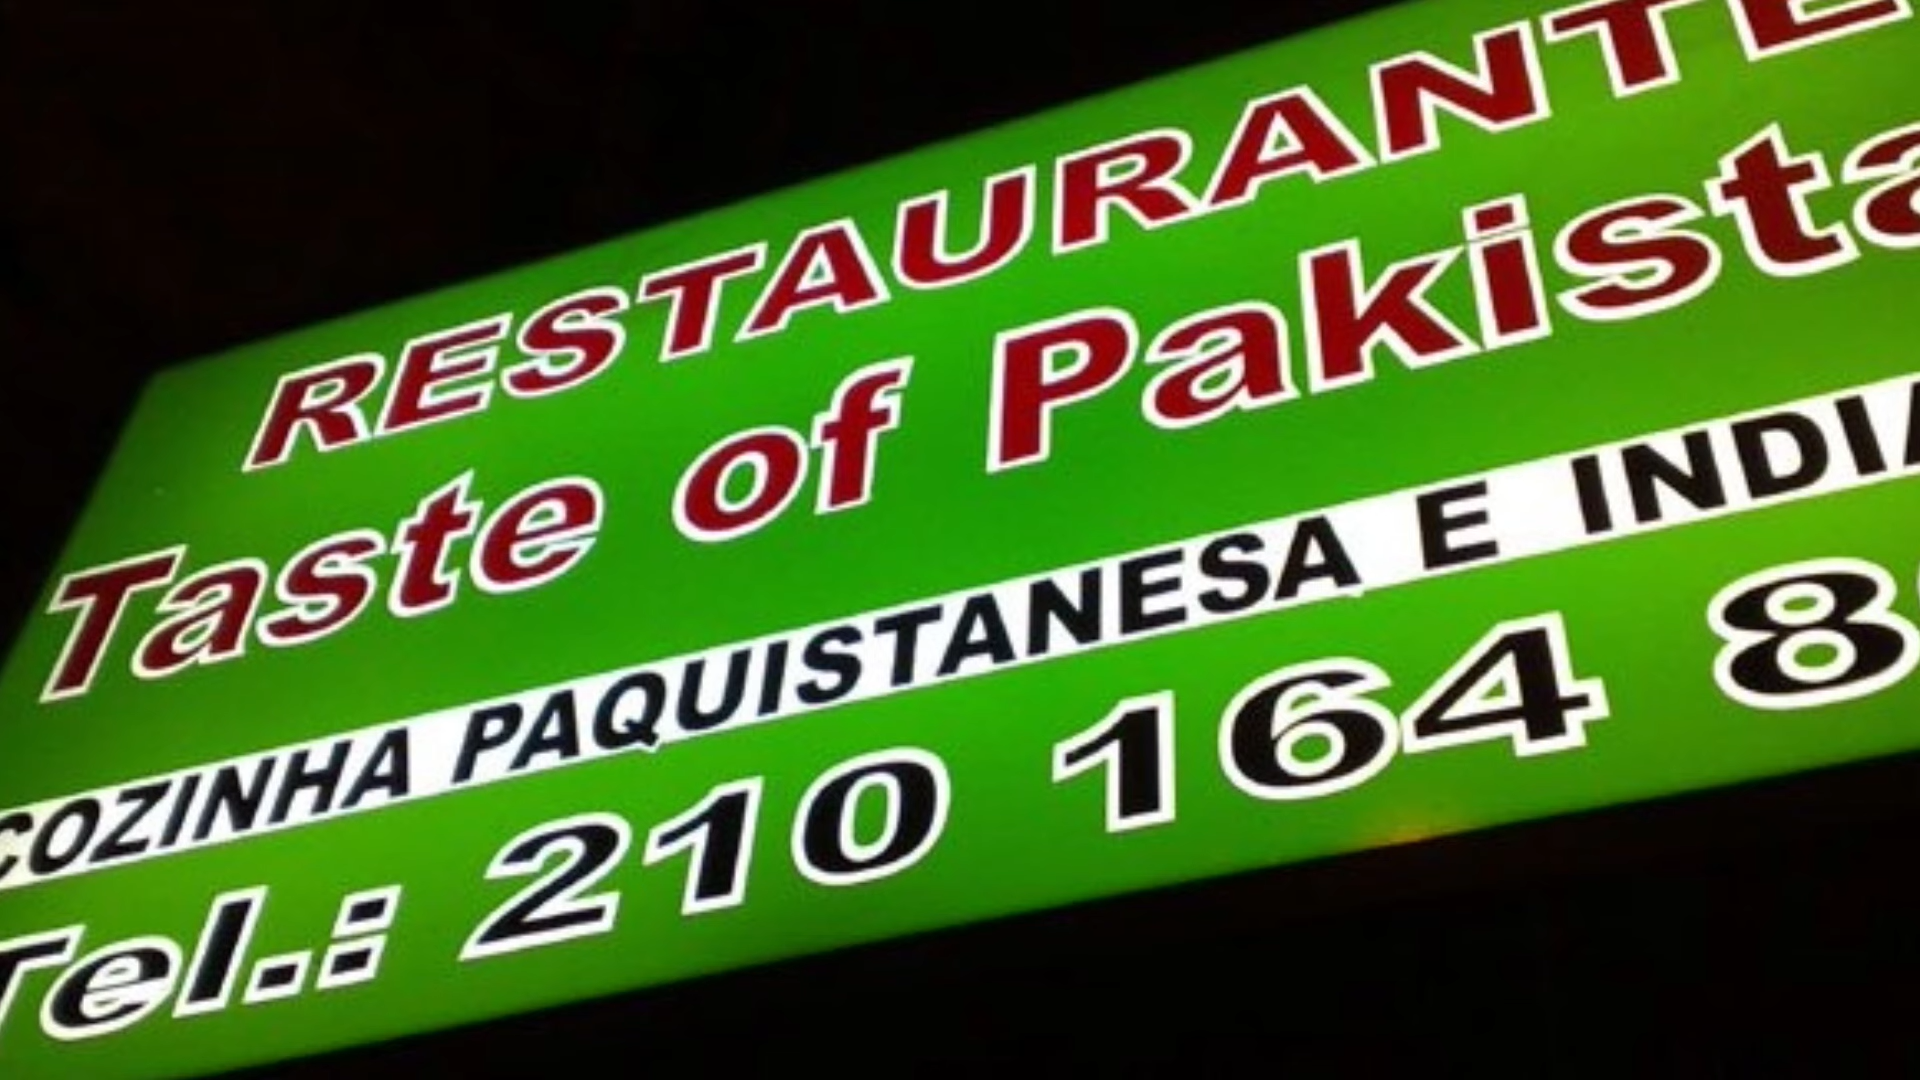 RESTAURANTE
Taste of Pakista
COZINHA PAQUISTANESA E INDIA
Tel.: 210 164 8